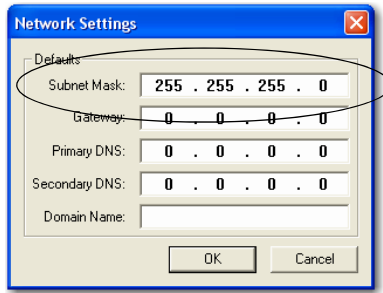 Network Settings
Defaults
Subnet Mask: 255 . 255 . 255 . 0
Gateway: 0 . 0 . 0 . 0
Primary DNS: 0 . 0 . 0 . 0
Secondary DNS: 0 . 0 . 0 . 0
Domain Name:
OK Cancel